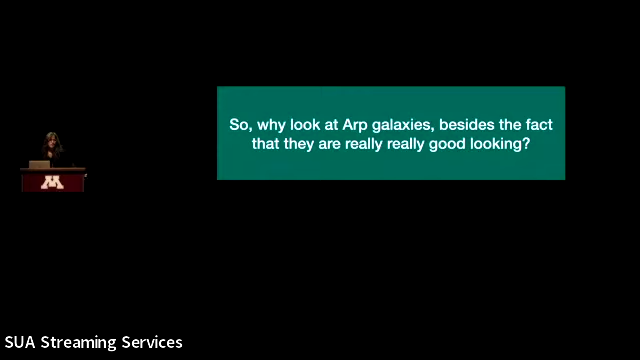 So, why look at Arp galaxies, besides the fact
that they are really really good looking?
M
SUA Streaming Services